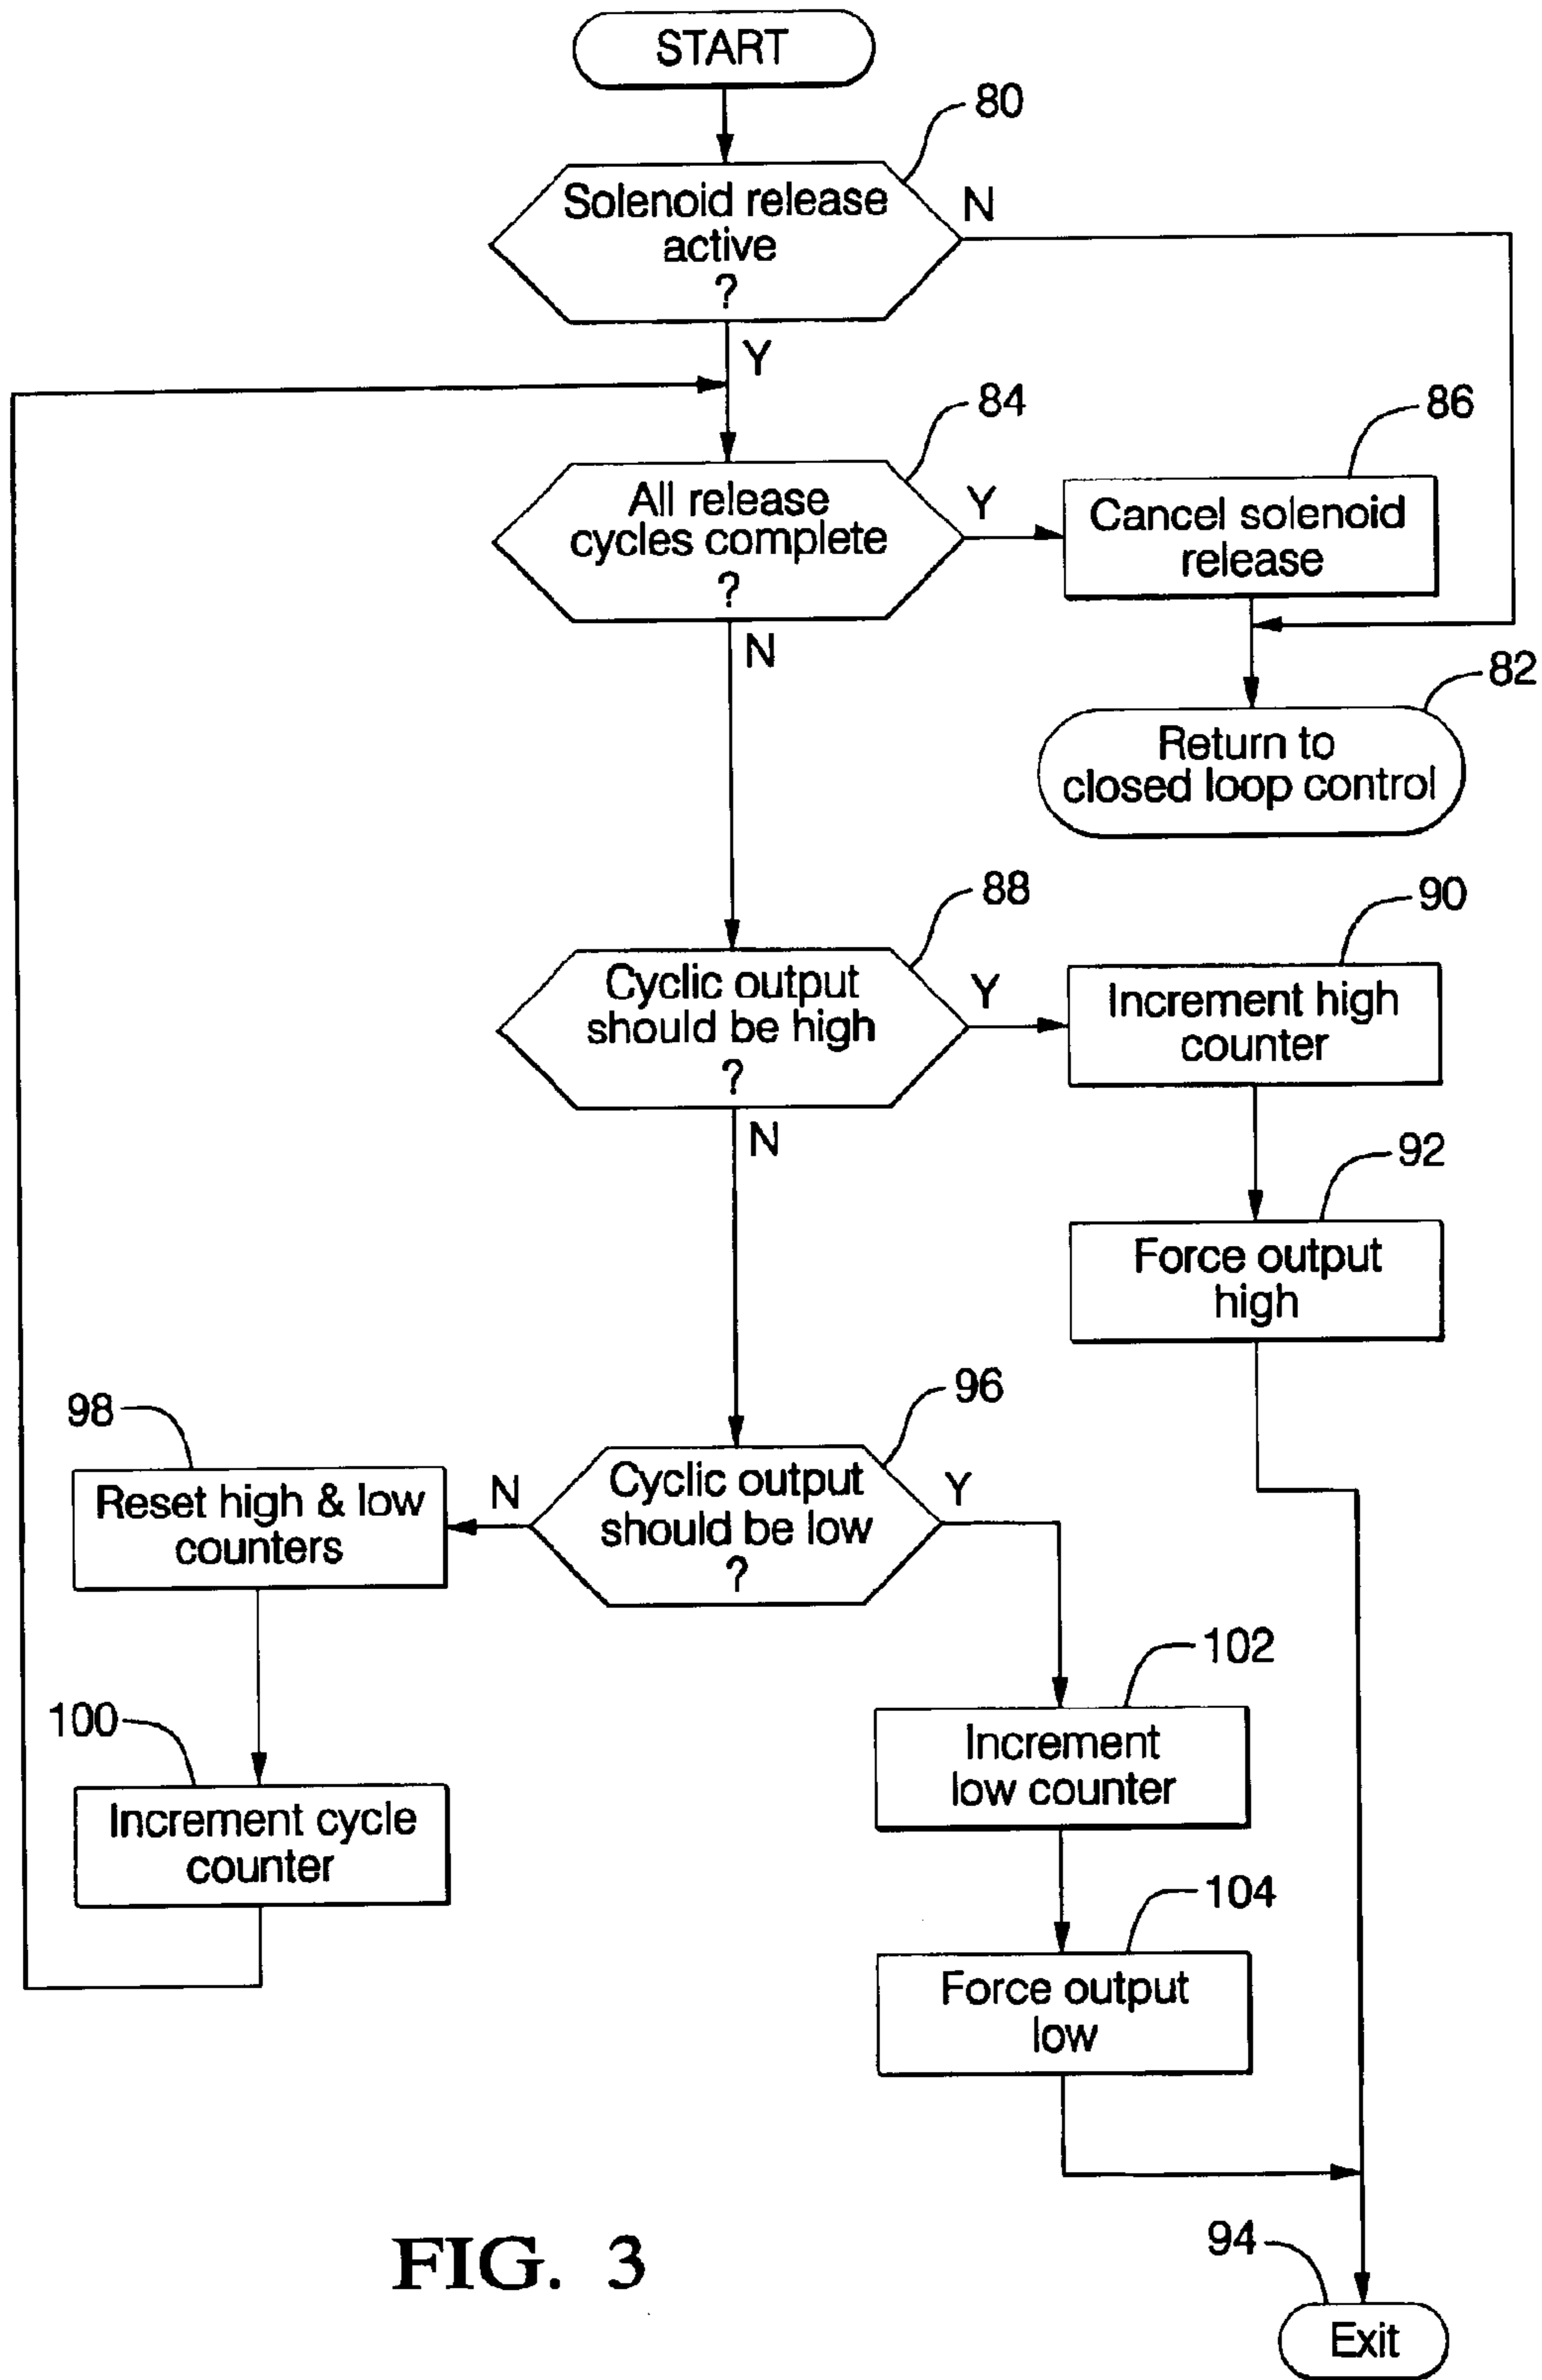 START
80
Solenoid release
active
?
N
Y
84
All release
cycles complete
?
Y
86
Cancel solenoid
release
N
82
Return to
closed loop control
88
Cyclic output
should be high
?
Y
90
Increment high
counter
N
92
Force output
high
96
Cyclic output
should be low
?
N
Y
98
Reset high & low
counters
102
Increment
low counter
100
Increment cycle
counter
104
Force output
low
94
Exit
FIG. 3